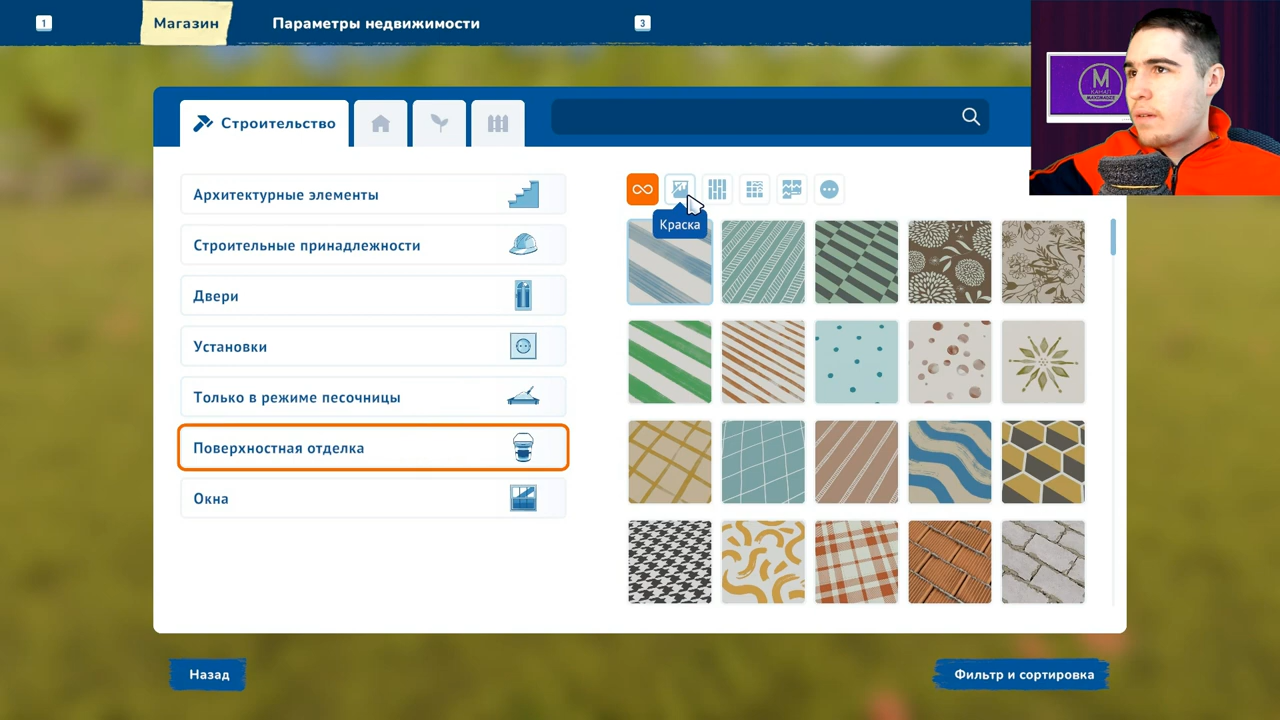 1
Магазин
Параметры недвижимости
3
М
КАНАЛ
Строительство
Архитектурные элементы
Строительные принадлежности
Двери
Установки
Только в режиме песочницы
Поверхностная отделка
Окна
Краска
Назад
Фильтр и сортировка